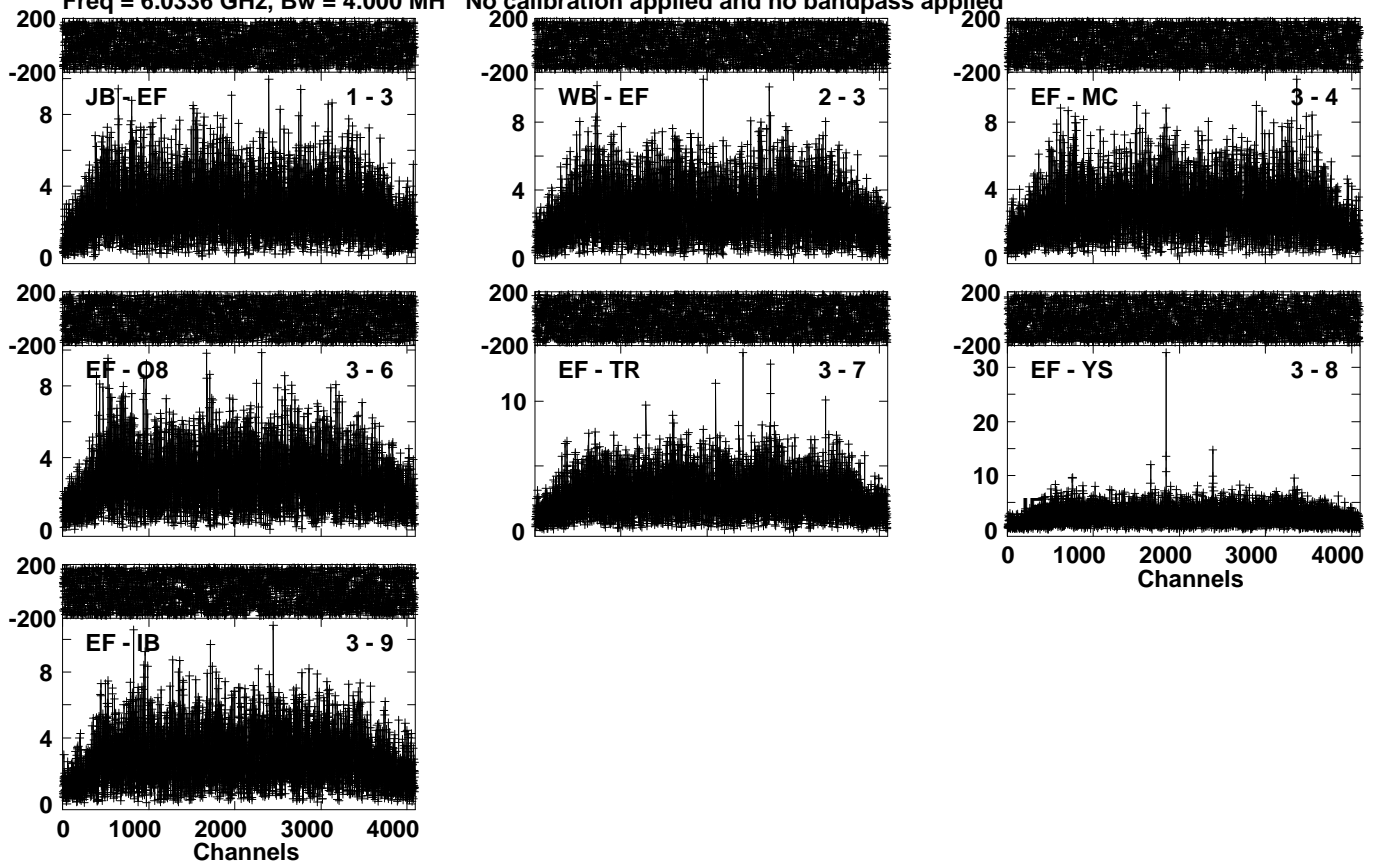 Freq = 6.0336 GHz, Bw = 4.000 MH No calibration applied and no bandpass applied
200 200 200
-200 -200 -200
JB - EF 1 - 3 WB - EF 2 - 3 EF - MC 3 - 4
8 8 8
4 4 4
0 0 0
200 200 200
-200 -200 -200
EF - O8 3 - 6 EF - TR 3 - 7 EF - YS 3 - 8
8 10 30
4 20
10
0 0 0
0 1000 2000 3000 4000
Channels
200
-200
EF - IB 3 - 9
8
4
0
0 1000 2000 3000 4000
Channels